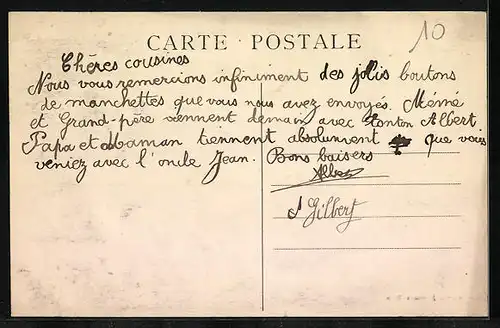 10
CARTE POSTALE
Chères cousines
Nous vous remercions infiniment des jolis boutons
de manchettes que vous nous avez envoyés. Mémé
et Grand-père viennent demain avec Tonton Albert
Papa et Maman tiennent absolument que vous
veniez avec l'oncle Jean. Bons baisers
Albert
Gilbert